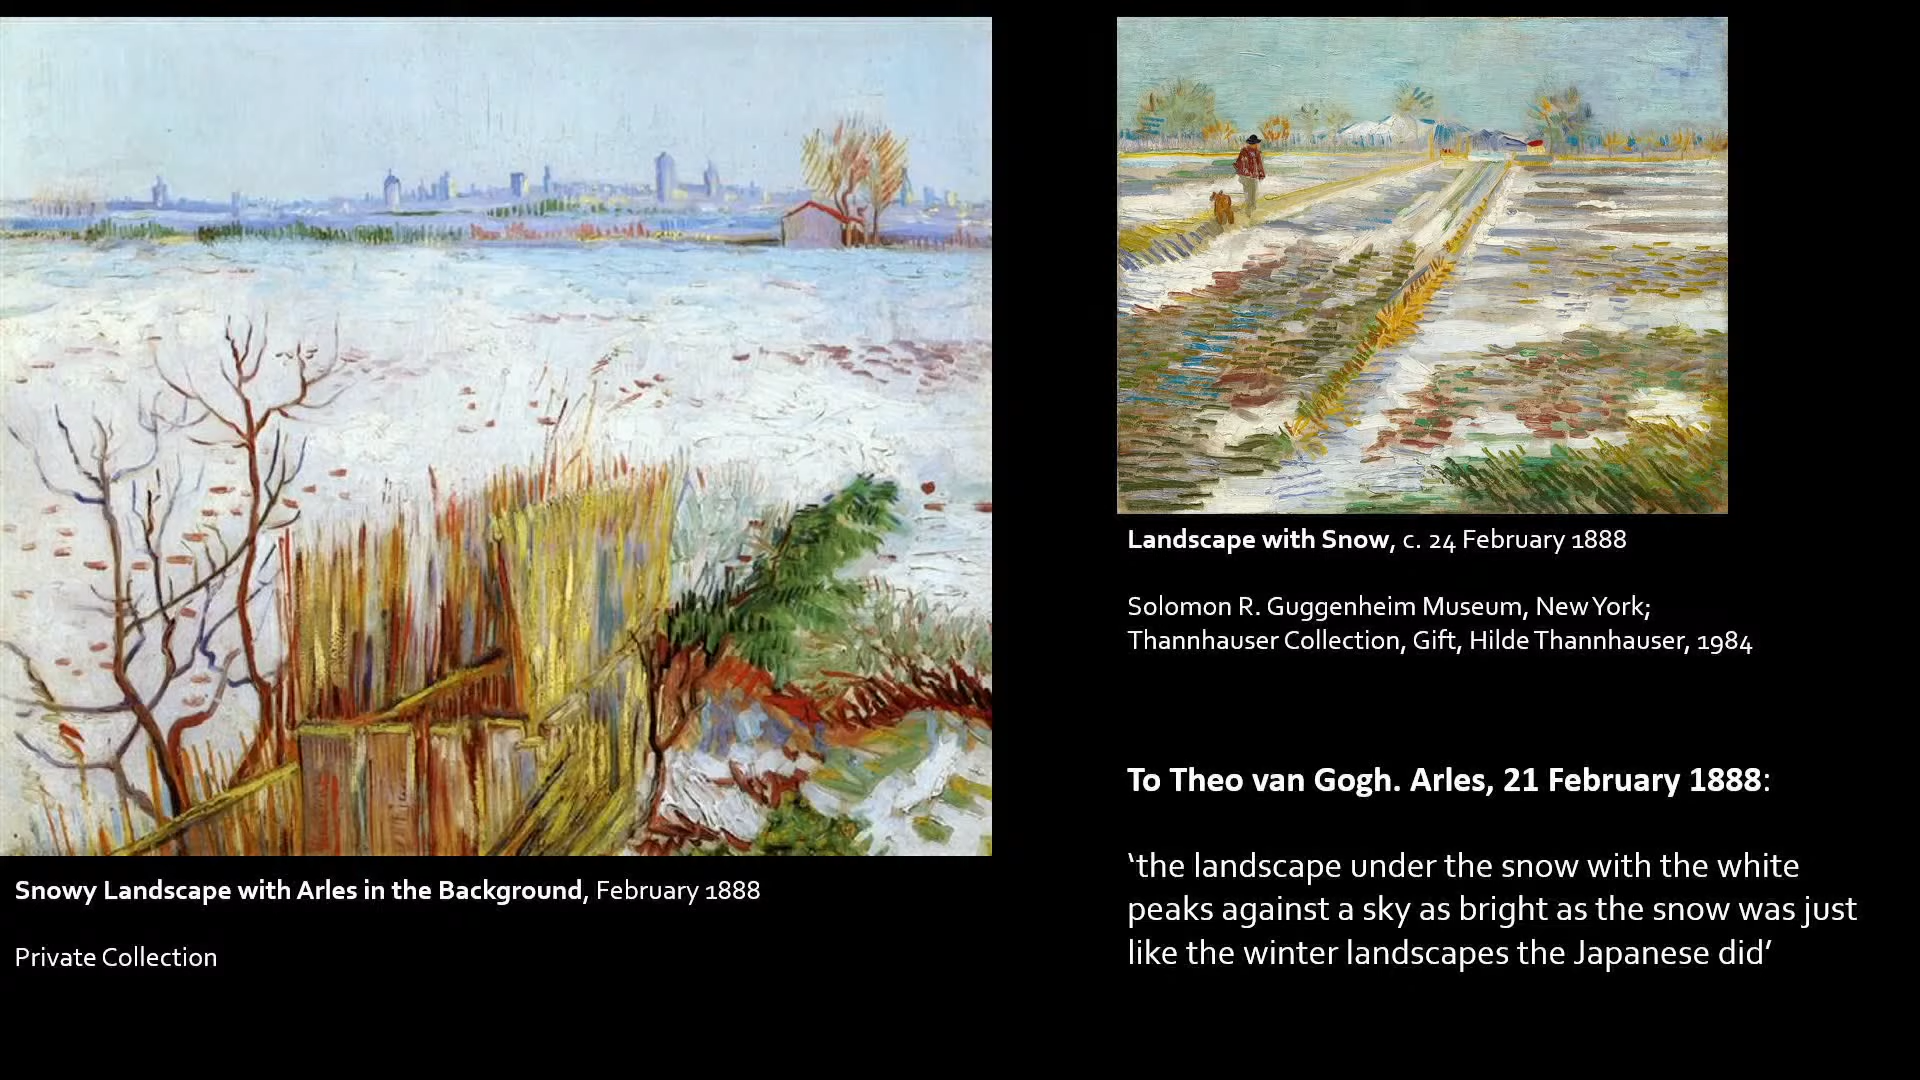 Snowy Landscape with Arles in the Background, February 1888
Private Collection
Landscape with Snow, c. 24 February 1888
Solomon R. Guggenheim Museum, New York;
Thannhauser Collection, Gift, Hilde Thannhauser, 1984
To Theo van Gogh. Arles, 21 February 1888:
‘the landscape under the snow with the white
peaks against a sky as bright as the snow was just
like the winter landscapes the Japanese did’